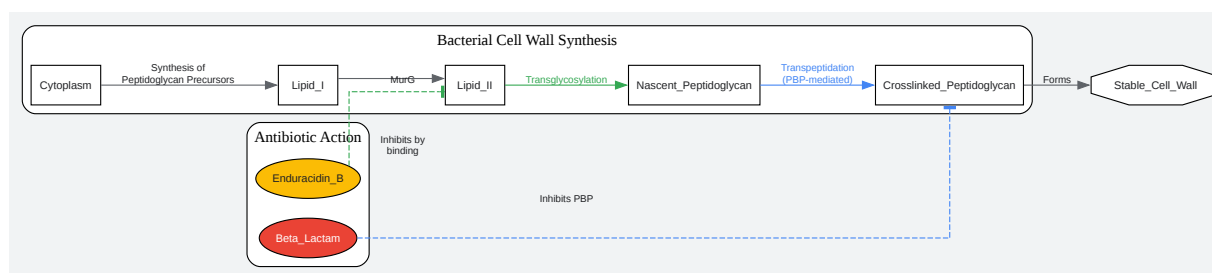 Bacterial Cell Wall Synthesis
Cytoplasm
Synthesis of
Peptidoglycan Precursors
Lipid_I
MurG
Lipid_II
Transglycosylation
Nascent_Peptidoglycan
Transpeptidation
(PBP-mediated)
Crosslinked_Peptidoglycan
Forms
Stable_Cell_Wall
Antibiotic Action
Inhibits by
binding
Enduracidin_B
Inhibits PBP
Beta_Lactam